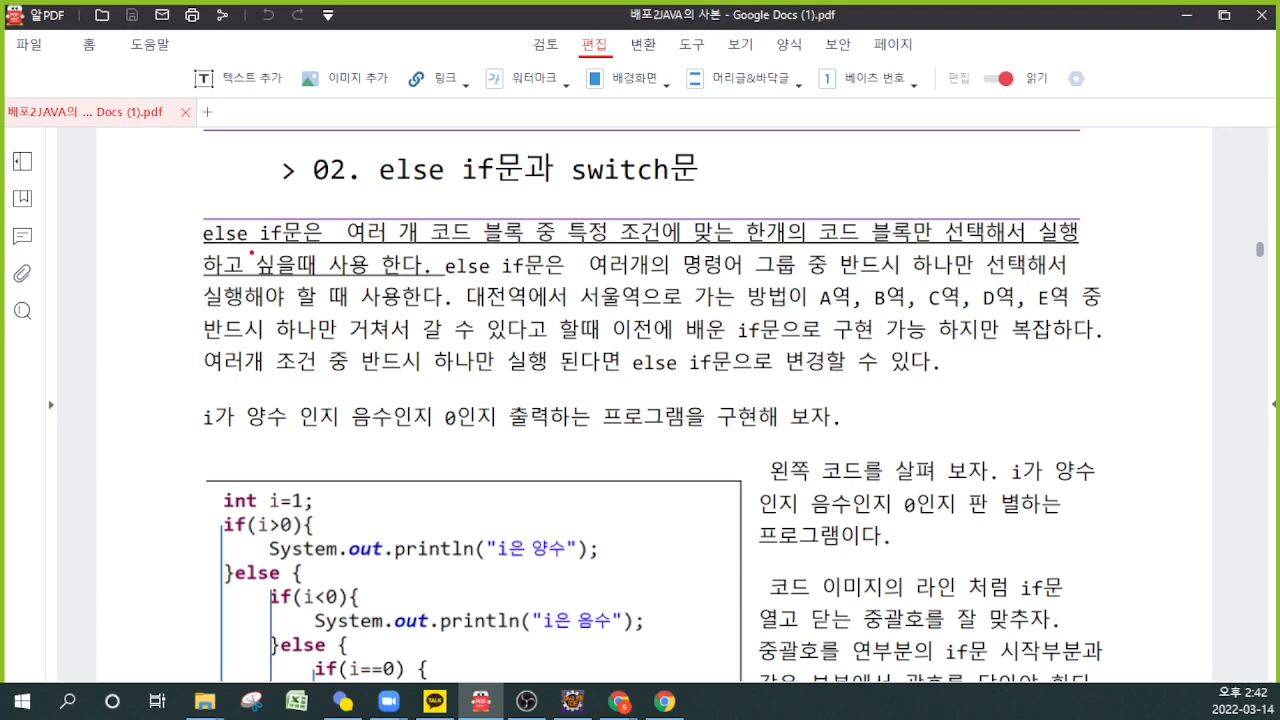 알PDF
배포2JAVA의 사본 - Google Docs (1).pdf
파일 홈 도움말 검토 편집 변환 도구 보기 양식 보안 페이지
텍스트 추가 이미지 추가 링크 워터마크 배경화면 머리글&바닥글 베이츠 번호 편집 읽기
배포2JAVA의 ... Docs (1).pdf
> 02. else if문과 switch문
else if문은 여러 개 코드 블록 중 특정 조건에 맞는 한개의 코드 블록만 선택해서 실행
하고 싶을때 사용 한다. else if문은 여러개의 명령어 그룹 중 반드시 하나만 선택해서
실행해야 할 때 사용한다. 대전역에서 서울역으로 가는 방법이 A역, B역, C역, D역, E역 중
반드시 하나만 거쳐서 갈 수 있다고 할때 이전에 배운 if문으로 구현 가능 하지만 복잡하다.
여러개 조건 중 반드시 하나만 실행 된다면 else if문으로 변경할 수 있다.
i가 양수 인지 음수인지 0인지 출력하는 프로그램을 구현해 보자.
int i=1;
if(i>0){
System.out.println("i은 양수");
}else {
if(i<0){
System.out.println("i은 음수");
}else {
if(i==0) {
왼쪽 코드를 살펴 보자. i가 양수
인지 음수인지 0인지 판 별하는
프로그램이다.
코드 이미지의 라인 처럼 if문
열고 닫는 중괄호를 잘 맞추자.
중괄호를 연부분의 if문 시작부분과
오후 2:42
2022-03-14